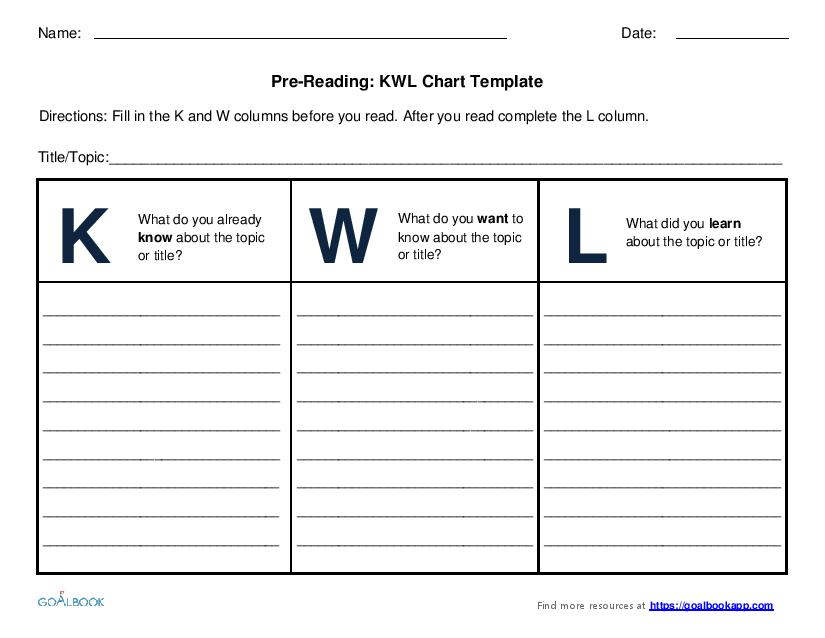 Name: ____________ Date: ____________
Pre-Reading: KWL Chart Template
Directions: Fill in the K and W columns before you read. After you read complete the L column.
Title/Topic:____________
K
What do you already
know about the topic
or title?
W
What do you want to
know about the topic
or title?
L
What did you learn
about the topic or title?
GOALBOOK
Find more resources at https://goalbookapp.com